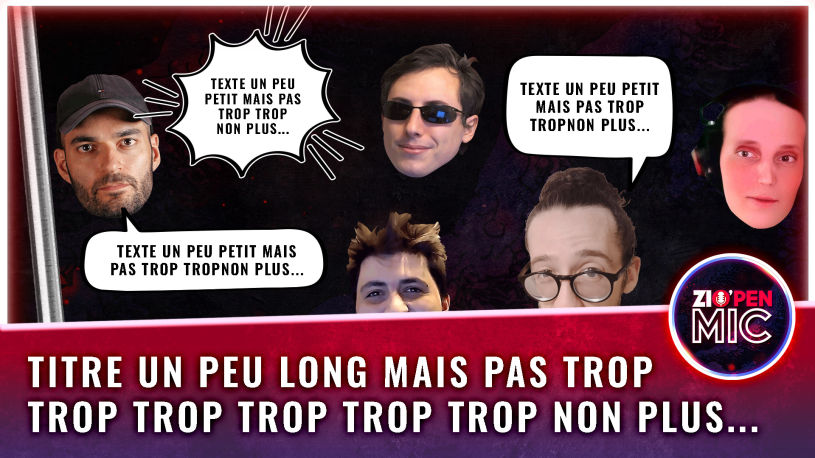 TEXTE UN PEU
PETIT MAIS PAS
TROP TROP
NON PLUS...
TEXTE UN PEU PETIT
MAIS PAS TROP
TROPNON PLUS...
TEXTE UN PEU PETIT MAIS
PAS TROP TROPNON PLUS...
ZI O'PEN
MIC
TITRE UN PEU LONG MAIS PAS TROP
TROP TROP TROP TROP TROP NON PLUS...